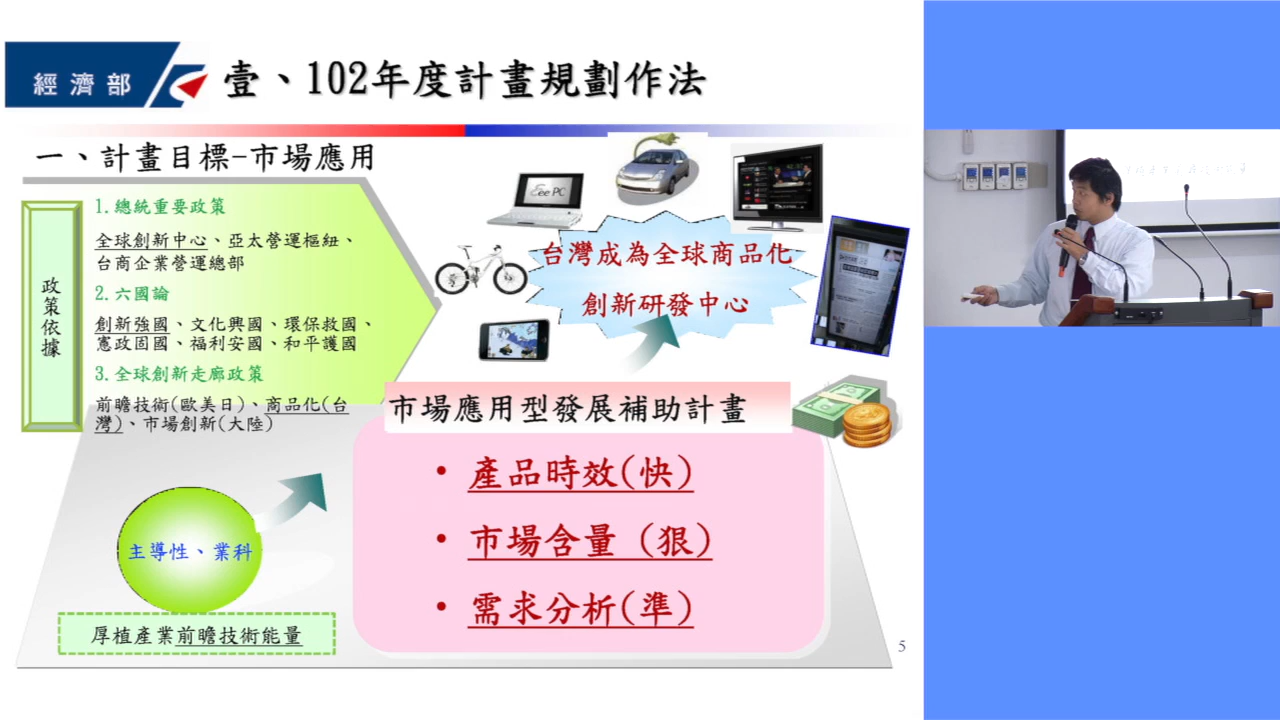 經濟部
壹、102年度計畫規劃作法
一、計畫目標-市場應用
政策依據
1.總統重要政策
全球創新中心、亞太營運樞紐、
台商企業營運總部
2.六國論
創新強國、文化興國、環保救國、
憲政固國、福利安國、和平護國
3.全球創新走廊政策
前瞻技術(歐美日)、商品化(台
灣)、市場創新(大陸)
Eee PC
台灣成為全球商品化
創新研發中心
市場應用型發展補助計畫
• 產品時效(快)
• 市場含量 (狠)
• 需求分析(準)
主導性、業科
厚植產業前瞻技術能量
5